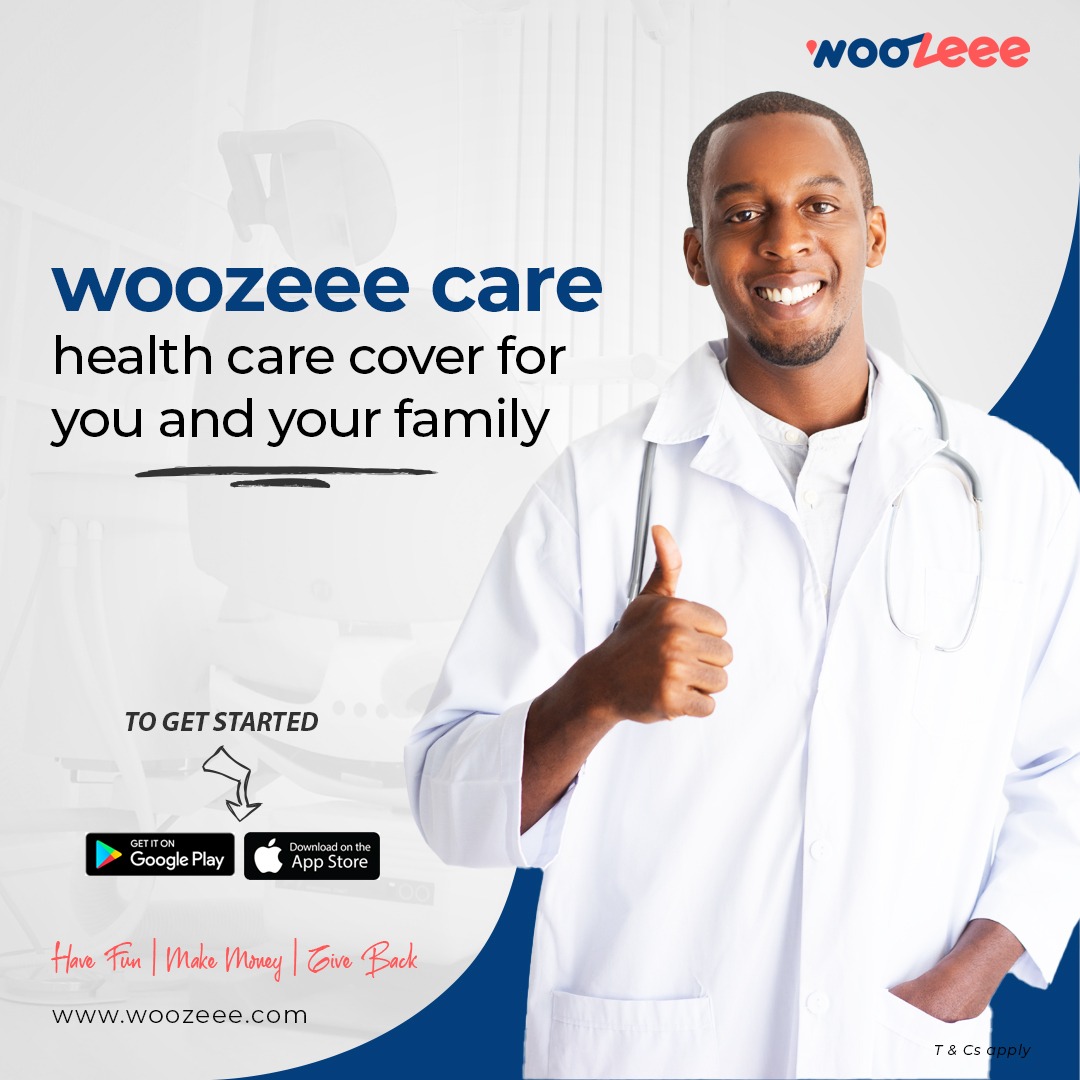 woozeee
woozeee care
health care cover for
you and your family
TO GET STARTED
GET IT ON
Google Play
Download on the
App Store
Have Fun | Make Money | Give Back
www.woozeee.com
T & Cs apply